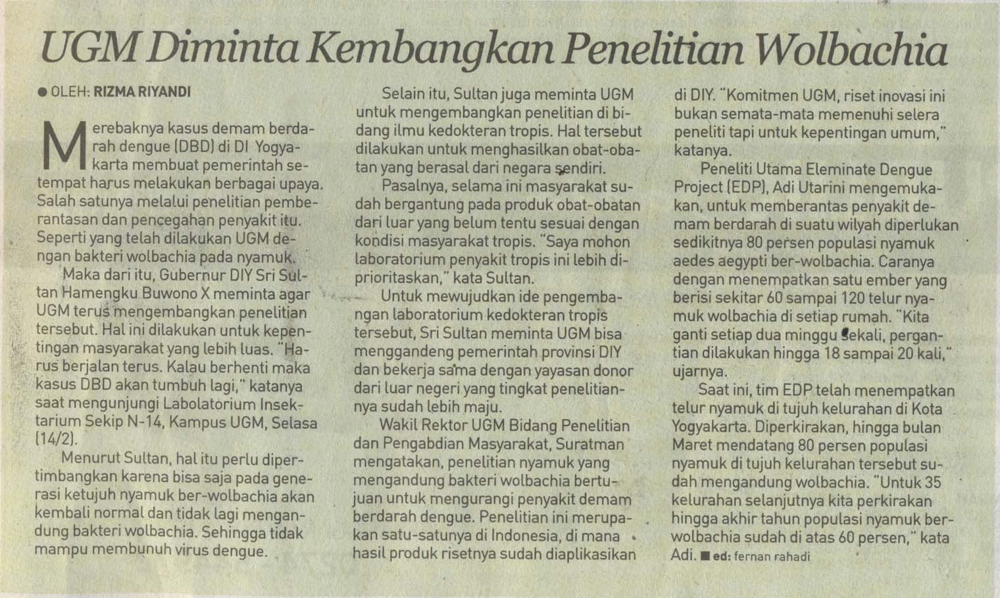 UGM Diminta Kembangkan Penelitian Wolbachia
● OLEH: RIZMA RIYANDI
Merebaknya kasus demam berda-
rah dengue (DBD) di DI Yogya-
karta membuat pemerintah se-
tempat harus melakukan berbagai upaya.
Salah satunya melalui penelitian pembe-
rantasan dan pencegahan penyakit itu.
Seperti yang telah dilakukan UGM de-
ngan bakteri wolbachia pada nyamuk.
Maka dari itu, Gubernur DIY Sri Sul-
tan Hamengku Buwono X meminta agar
UGM terus mengembangkan penelitian
tersebut. Hal ini dilakukan untuk kepen-
tingan masyarakat yang lebih luas. "Ha-
rus berjalan terus. Kalau berhenti maka
kasus DBD akan tumbuh lagi," katanya
saat mengunjungi Labolatorium Insek-
tarium Sekip N-14, Kampus UGM, Selasa
(14/2).
Menurut Sultan, hal itu perlu diper-
timbangkan karena bisa saja pada gene-
rasi ketujuh nyamuk ber-wolbachia akan
kembali normal dan tidak lagi mengan-
dung bakteri wolbachia. Sehingga tidak
mampu membunuh virus dengue.
Selain itu, Sultan juga meminta UGM
untuk mengembangkan penelitian di bi-
dang ilmu kedokteran tropis. Hal tersebut
dilakukan untuk menghasilkan obat-oba-
tan yang berasal dari negara sendiri.
Pasalnya, selama ini masyarakat su-
dah bergantung pada produk obat-obatan
dari luar yang belum tentu sesuai dengan
kondisi masyarakat tropis. "Saya mohon
laboratorium penyakit tropis ini lebih di-
prioritaskan," kata Sultan.
Untuk mewujudkan ide pengemba-
ngan laboratorium kedokteran tropis
tersebut, Sri Sultan meminta UGM bisa
menggandeng pemerintah provinsi DIY
dan bekerja sama dengan yayasan donor
dari luar negeri yang tingkat penelitian-
nya sudah lebih maju.
Wakil Rektor UGM Bidang Penelitian
dan Pengabdian Masyarakat, Suratman
mengatakan, penelitian nyamuk yang
mengandung bakteri wolbachia bertu-
juan untuk mengurangi penyakit demam
berdarah dengue. Penelitian ini merupa-
kan satu-satunya di Indonesia, di mana
hasil produk risetnya sudah diaplikasikan
di DIY. "Komitmen UGM, riset inovasi ini
bukan semata-mata memenuhi selera
peneliti tapi untuk kepentingan umum,"
katanya.
Peneliti Utama Eleminate Dengue
Project (EDP), Adi Utarini mengemuka-
kan, untuk memberantas penyakit de-
mam berdarah di suatu wilyah diperlukan
sedikitnya 80 persen populasi nyamuk
aedes aegypti ber-wolbachia. Caranya
dengan menempatkan satu ember yang
berisi sekitar 60 sampai 120 telur nya-
muk wolbachia di setiap rumah. "Kita
ganti setiap dua minggu sekali, pergan-
tian dilakukan hingga 18 sampai 20 kali,"
ujarnya.
Saat ini, tim EDP telah menempatkan
telur nyamuk di tujuh kelurahan di Kota
Yogyakarta. Diperkirakan, hingga bulan
Maret mendatang 80 persen populasi
nyamuk di tujuh kelurahan tersebut su-
dah mengandung wolbachia. "Untuk 35
kelurahan selanjutnya kita perkirakan
hingga akhir tahun populasi nyamuk ber-
wolbachia sudah di atas 60 persen," kata
Adi. ■ ed: fernan rahadi